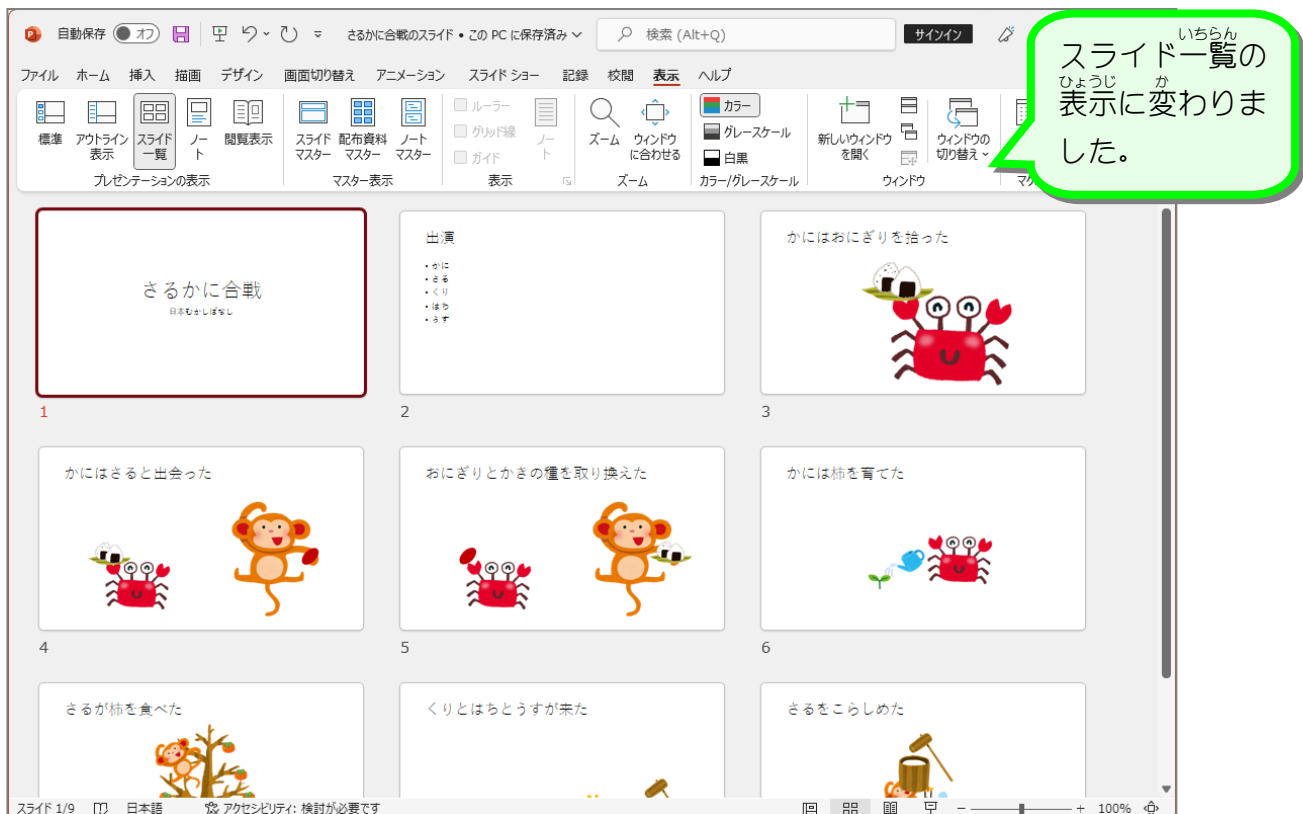 自動保存 オフ さるかに合戦のスライド • この PC に保存済み 検索 (Alt+Q) サインイン
ファイル ホーム 挿入 描画 デザイン 画面切り替え アニメーション スライド ショー 記録 校閲 表示 ヘルプ
いちらん
スライド一覧の
ひょうじ か
表示に変わりま
した。
標準 アウトライン表示 スライド一覧 ノート 閲覧表示
プレゼンテーションの表示
スライド マスター 配布資料 マスター ノート マスター
マスター表示
ルーラー
グリッド線
ガイド
ノート
表示
ズーム ウィンドウに合わせる
ズーム
カラー
グレースケール
白黒
カラー/グレースケール
新しいウィンドウを開く ウィンドウの切り替え
ウィンドウ
さるかに合戦
日本むかしばなし
1
出演
• かに
• さる
• くり
• はち
• うす
2
かにはおにぎりを拾った
3
かにはさると出会った
4
おにぎりとかきの種を取り換えた
5
かには柿を育てた
6
さるが柿を食べた
くりとはちとうすが来た
さるをこらしめた
スライド 1/9 日本語 アクセシビリティ: 検討が必要です 100%